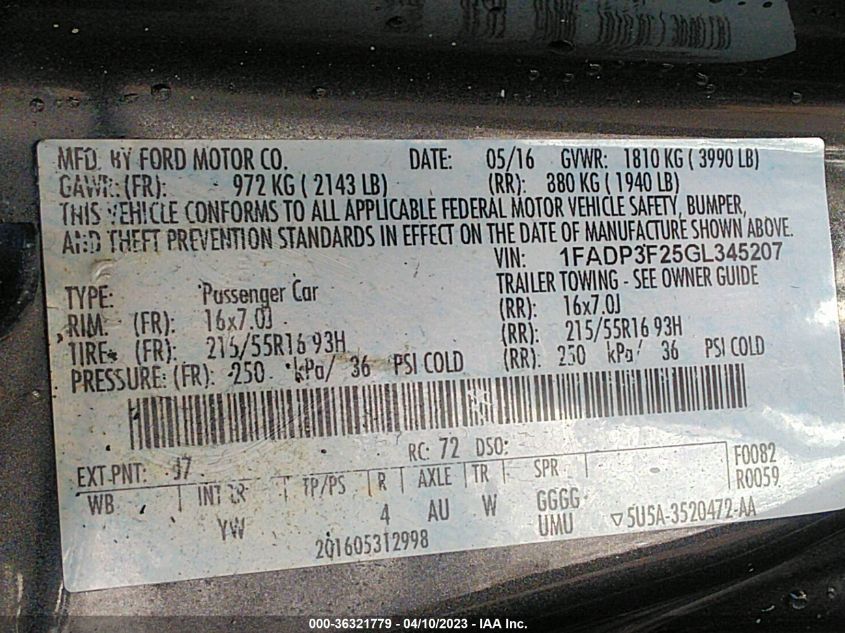 MFD. BY FORD MOTOR CO. DATE: 05/16 GVWR: 1810 KG ( 3990 LB)
GAWR: (FR): 972 KG ( 2143 LB) (RR): 880 KG ( 1940 LB)
THIS VEHICLE CONFORMS TO ALL APPLICABLE FEDERAL MOTOR VEHICLE SAFETY, BUMPER,
AND THEFT PREVENTION STANDARDS IN EFFECT ON THE DATE OF MANUFACTURE SHOWN ABOVE.
VIN: 1FADP3F25GL345207
TYPE: Passenger Car TRAILER TOWING - SEE OWNER GUIDE
RIM: (FR): 16x7.0J (RR): 16x7.0J
TIRE: (FR): 215/55R16 93H (RR): 215/55R16 93H
PRESSURE: (FR): 250 kPa/ 36 PSI COLD (RR): 250 kPa/ 36 PSI COLD
RC: 72 DSO:
EXT PNT: J7 F0082
WB INT TR TP/PS R AXLE TR SPR R0059
YW 4 AU W GGGG
UMU ▽5U5A-3520472-AA
201605312998
000-36321779 - 04/10/2023 - IAA Inc.